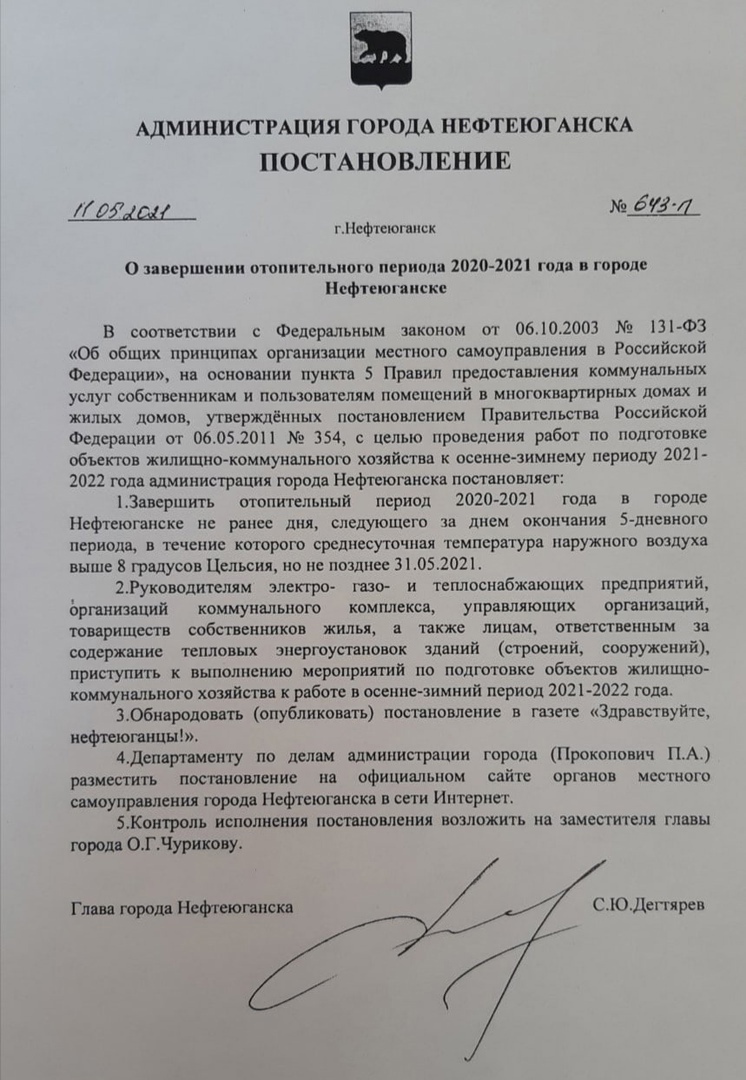 АДМИНИСТРАЦИЯ ГОРОДА НЕФТЕЮГАНСКА
ПОСТАНОВЛЕНИЕ
11.05.2021 № 643-п
г.Нефтеюганск
О завершении отопительного периода 2020-2021 года в городе
Нефтеюганске
В соответствии с Федеральным законом от 06.10.2003 № 131-ФЗ
«Об общих принципах организации местного самоуправления в Российской
Федерации», на основании пункта 5 Правил предоставления коммунальных
услуг собственникам и пользователям помещений в многоквартирных домах и
жилых домов, утверждённых постановлением Правительства Российской
Федерации от 06.05.2011 № 354, с целью проведения работ по подготовке
объектов жилищно-коммунального хозяйства к осенне-зимнему периоду 2021-
2022 года администрация города Нефтеюганска постановляет:
1.Завершить отопительный период 2020-2021 года в городе
Нефтеюганске не ранее дня, следующего за днем окончания 5-дневного
периода, в течение которого среднесуточная температура наружного воздуха
выше 8 градусов Цельсия, но не позднее 31.05.2021.
2.Руководителям электро- газо- и теплоснабжающих предприятий,
организаций коммунального комплекса, управляющих организаций,
товариществ собственников жилья, а также лицам, ответственным за
содержание тепловых энергоустановок зданий (строений, сооружений),
приступить к выполнению мероприятий по подготовке объектов жилищно-
коммунального хозяйства к работе в осенне-зимний период 2021-2022 года.
3.Обнародовать (опубликовать) постановление в газете «Здравствуйте,
нефтеюганцы!».
4.Департаменту по делам администрации города (Прокопович П.А.)
разместить постановление на официальном сайте органов местного
самоуправления города Нефтеюганска в сети Интернет.
5.Контроль исполнения постановления возложить на заместителя главы
города О.Г.Чурикову.
Глава города Нефтеюганска С.Ю.Дегтярев